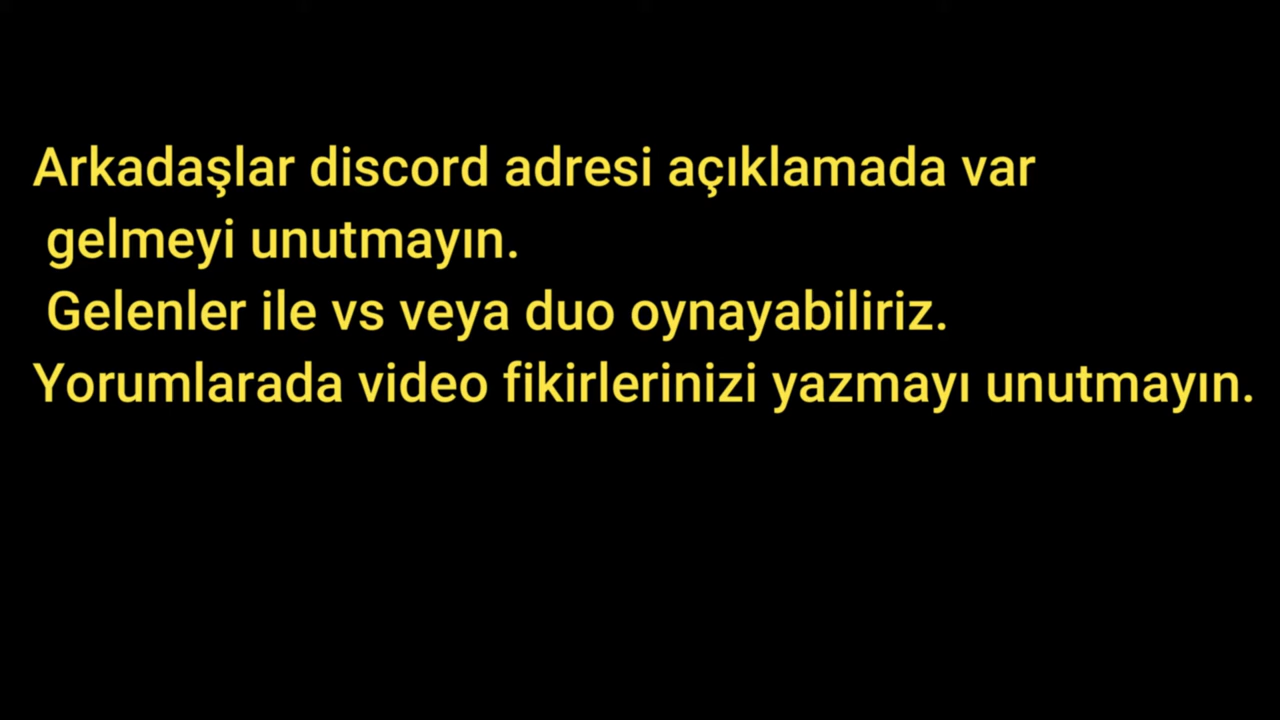 Arkadaşlar discord adresi açıklamada var
gelmeyi unutmayın.
Gelenler ile vs veya duo oynayabiliriz.
Yorumlarada video fikirlerinizi yazmayı unutmayın.